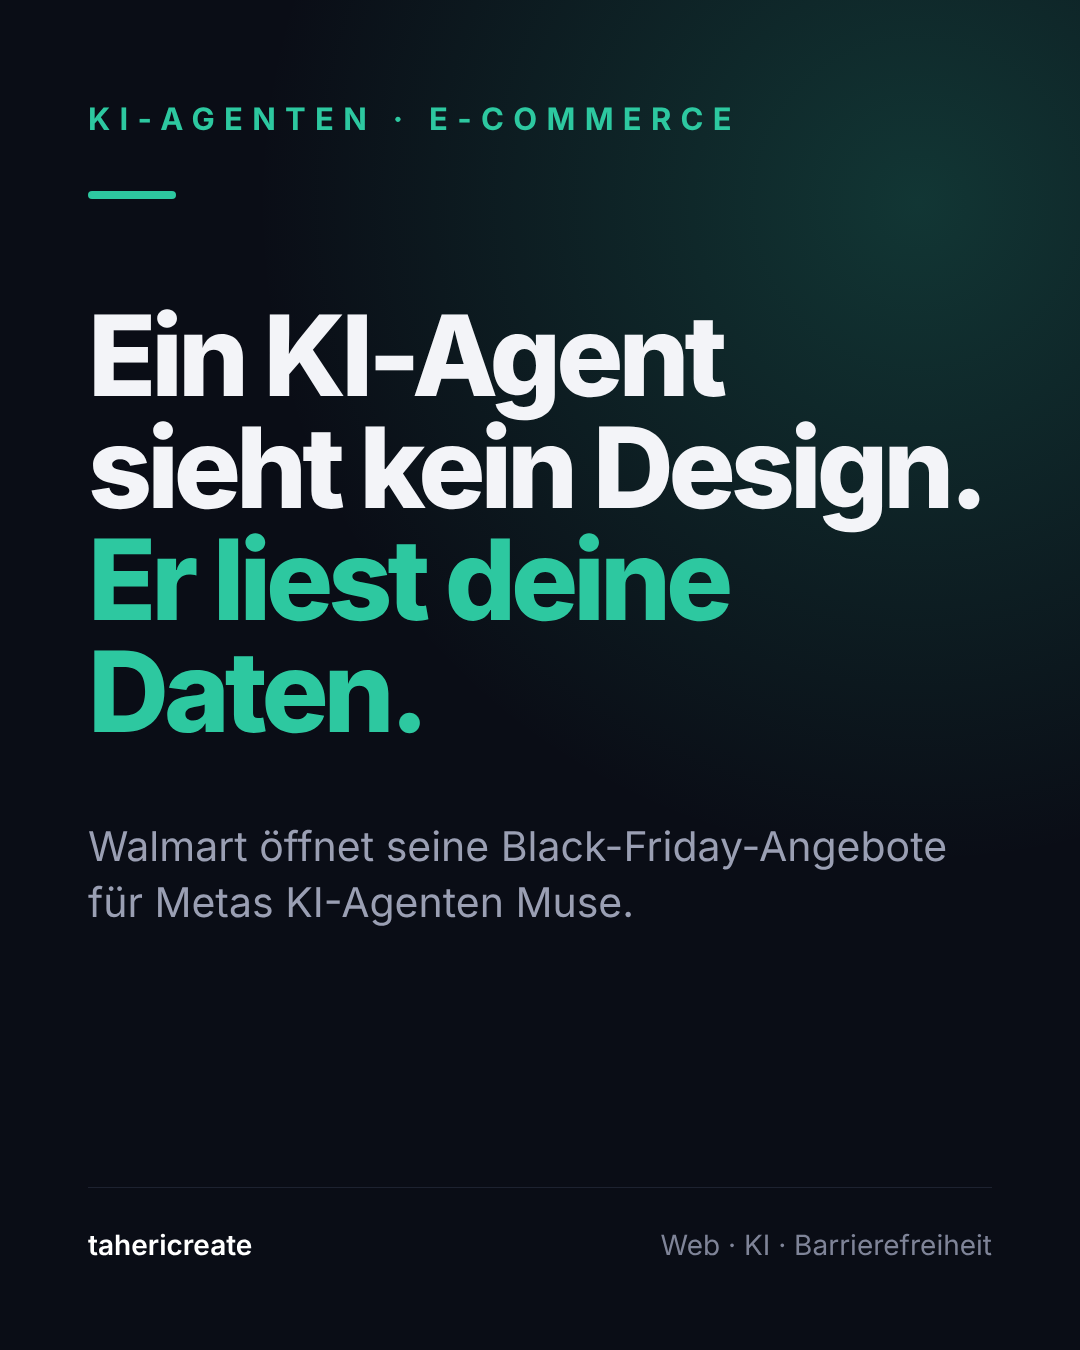 KI-AGENTEN · E-COMMERCE
Ein KI-Agent
sieht kein Design.
Er liest deine
Daten.
Walmart öffnet seine Black-Friday-Angebote
für Metas KI-Agenten Muse.
tahericreate
Web · KI · Barrierefreiheit